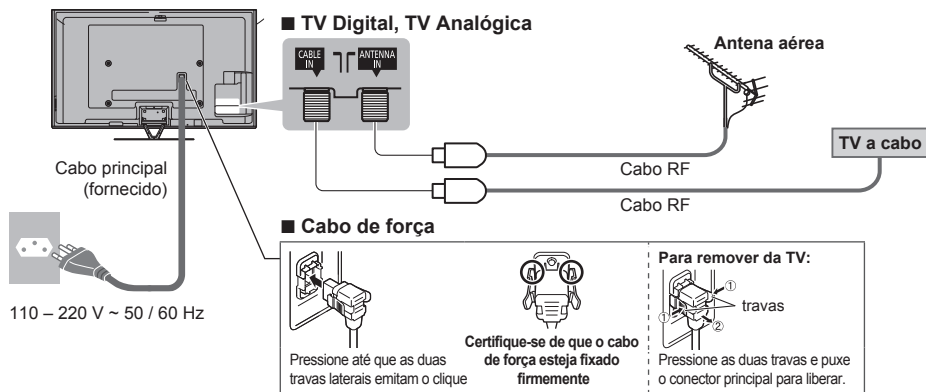 ■ TV Digital, TV Analógica
CABLE
IN
ANTENNA
IN
Antena aérea
TV a cabo
Cabo RF
Cabo RF
Cabo principal
(fornecido)
110 – 220 V ~ 50 / 60 Hz
■ Cabo de força
Pressione até que as duas
travas laterais emitam o clique
Certifique-se de que o cabo
de força esteja fixado
firmemente
Para remover da TV:
①
travas
①
②
Pressione as duas travas e puxe
o conector principal para liberar.